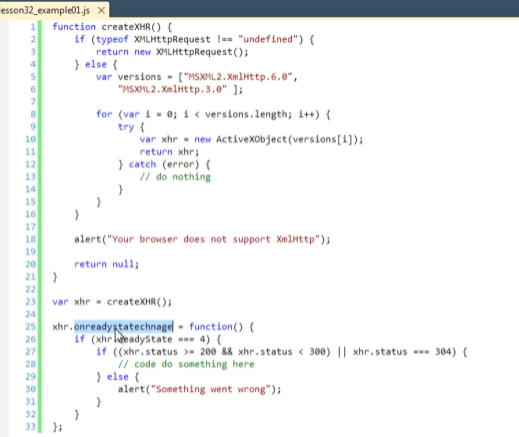 esson32_example01.js ×
1 function createXHR() {
2 if (typeof XMLHttpRequest !== "undefined") {
3 return new XMLHttpRequest();
4 } else {
5 var versions = ["MSXML2.XmlHttp.6.0",
6 "MSXML2.XmlHttp.3.0" ];
7
8 for (var i = 0; i < versions.length; i++) {
9 try {
10 var xhr = new ActiveXObject(versions[i]);
11 return xhr;
12 } catch (error) {
13 // do nothing
14 }
15 }
16 }
17
18 alert("Your browser does not support XmlHttp");
19
20 return null;
21 }
22
23 var xhr = createXHR();
24
25 xhr.onreadystatechnage = function() {
26 if (xhr.readyState === 4) {
27 if ((xhr.status >= 200 && xhr.status < 300) || xhr.status === 304) {
28 // code do something here
29 } else {
30 alert("Something went wrong");
31 }
32 }
33 };